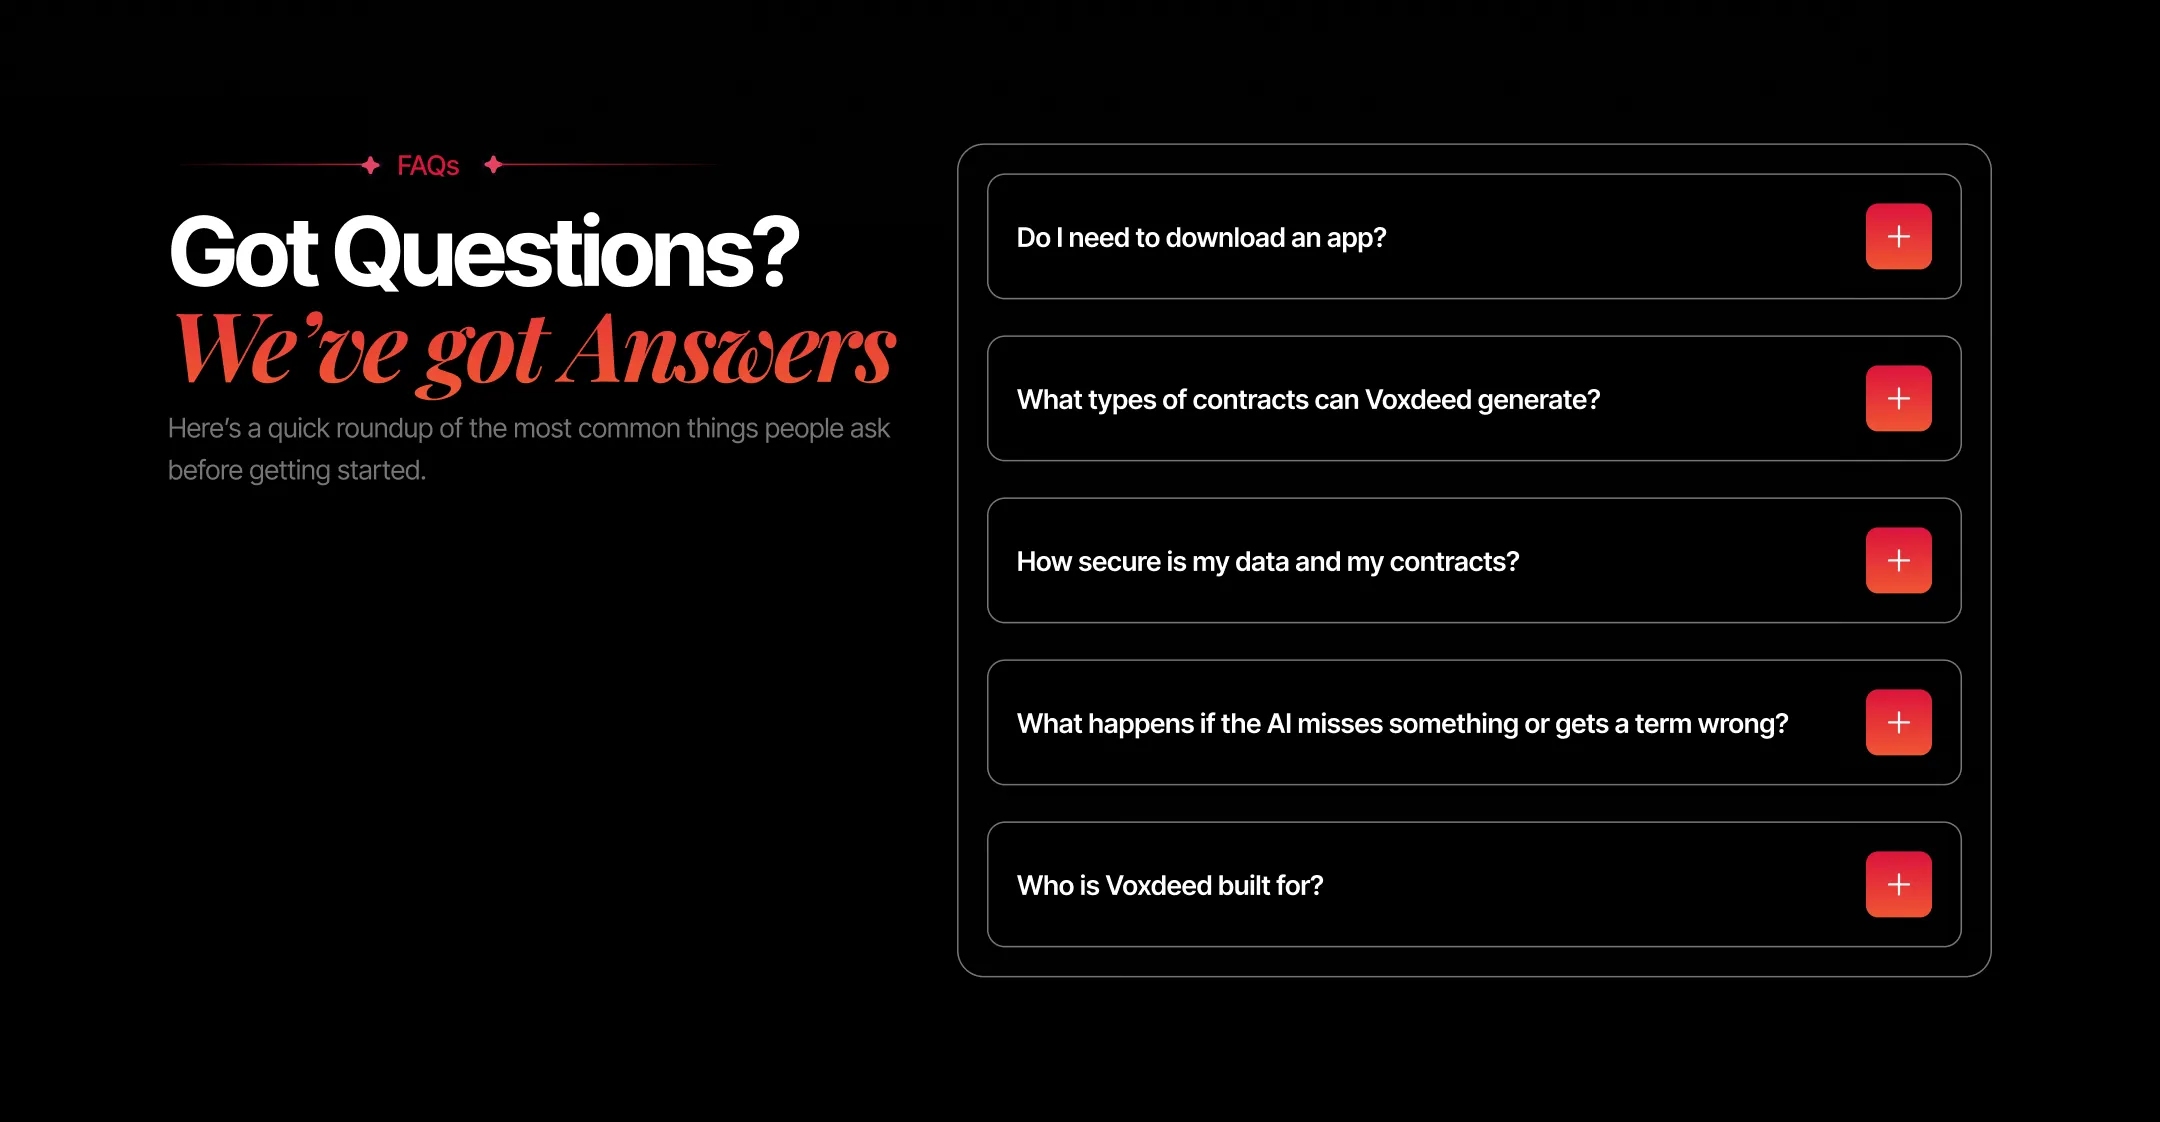 FAQs
Got Questions?
We’ve got Answers
Here’s a quick roundup of the most common things people ask
before getting started.
Do I need to download an app?
What types of contracts can Voxdeed generate?
How secure is my data and my contracts?
What happens if the AI misses something or gets a term wrong?
Who is Voxdeed built for?